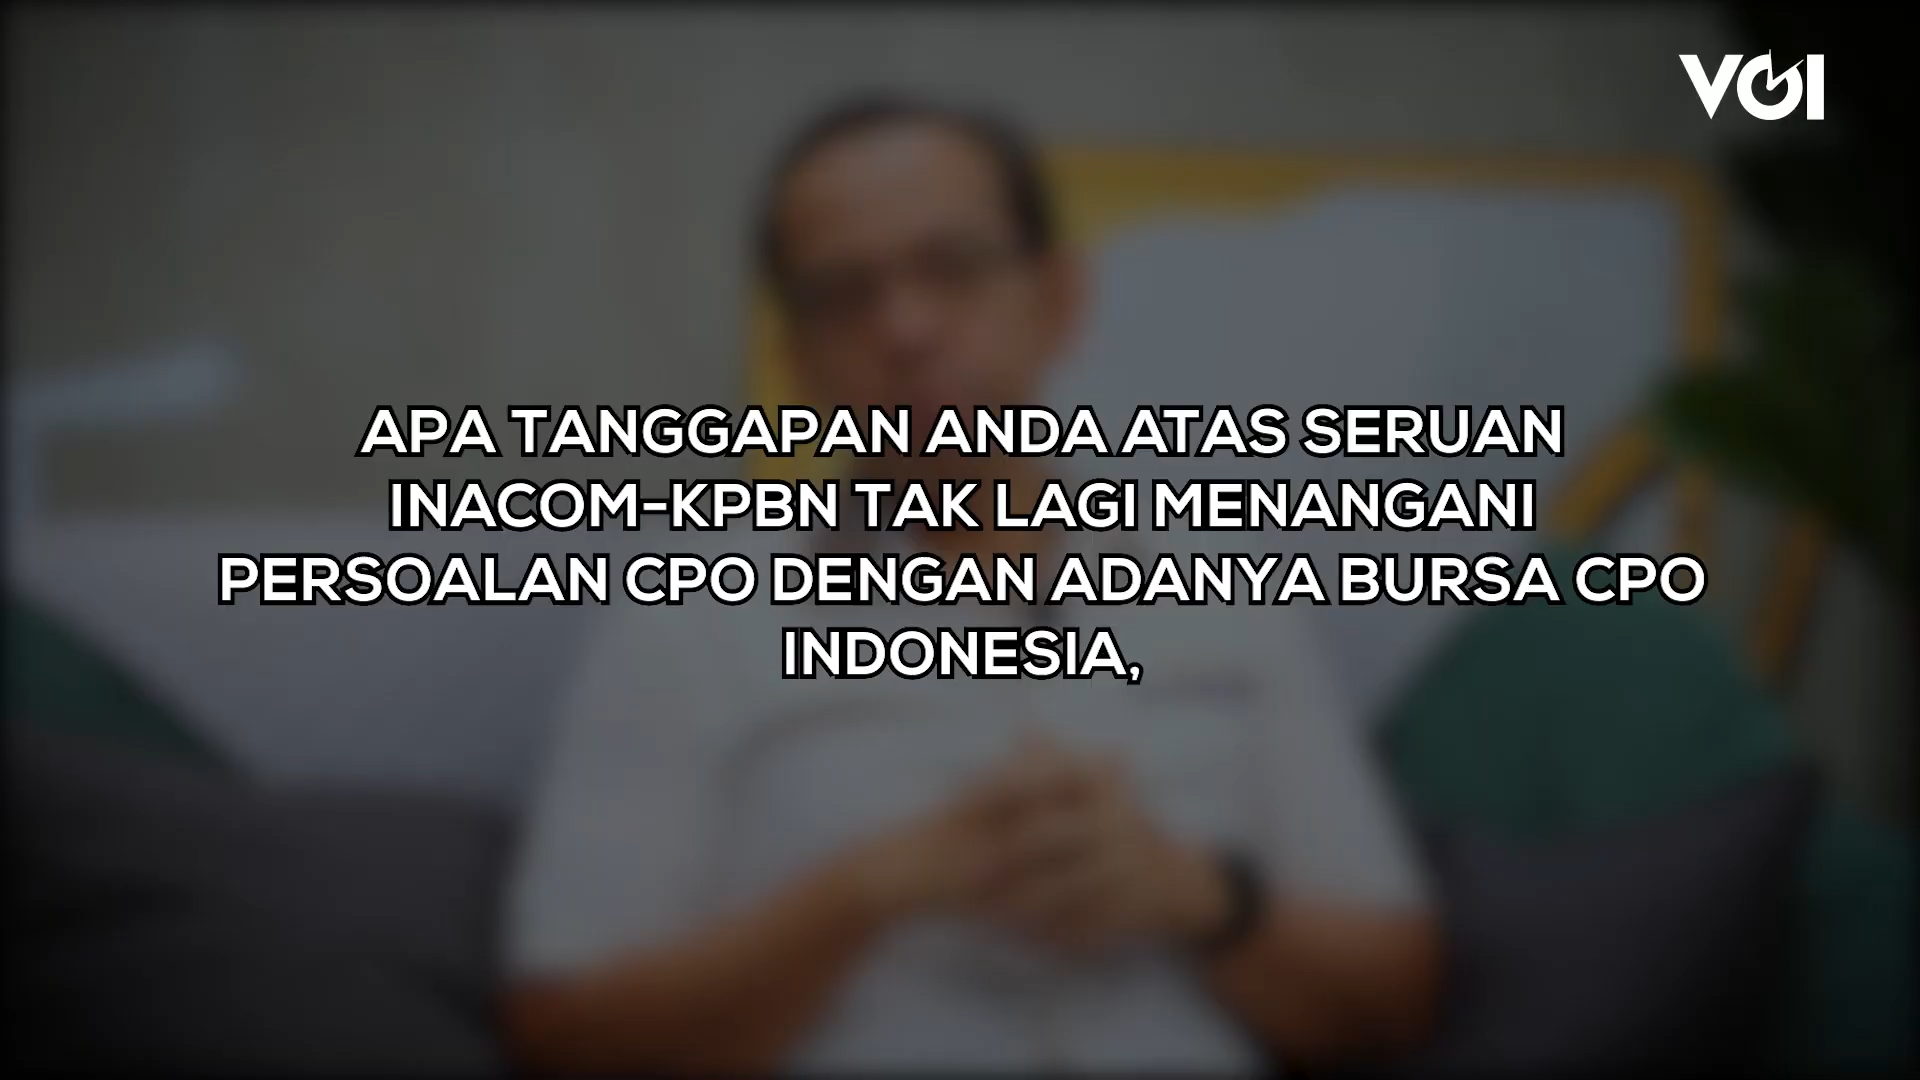 VOI
APA TANGGAPAN ANDA ATAS SERUAN
INACOM-KPBN TAK LAGI MENANGANI
PERSOALAN CPO DENGAN ADANYA BURSA CPO
INDONESIA,